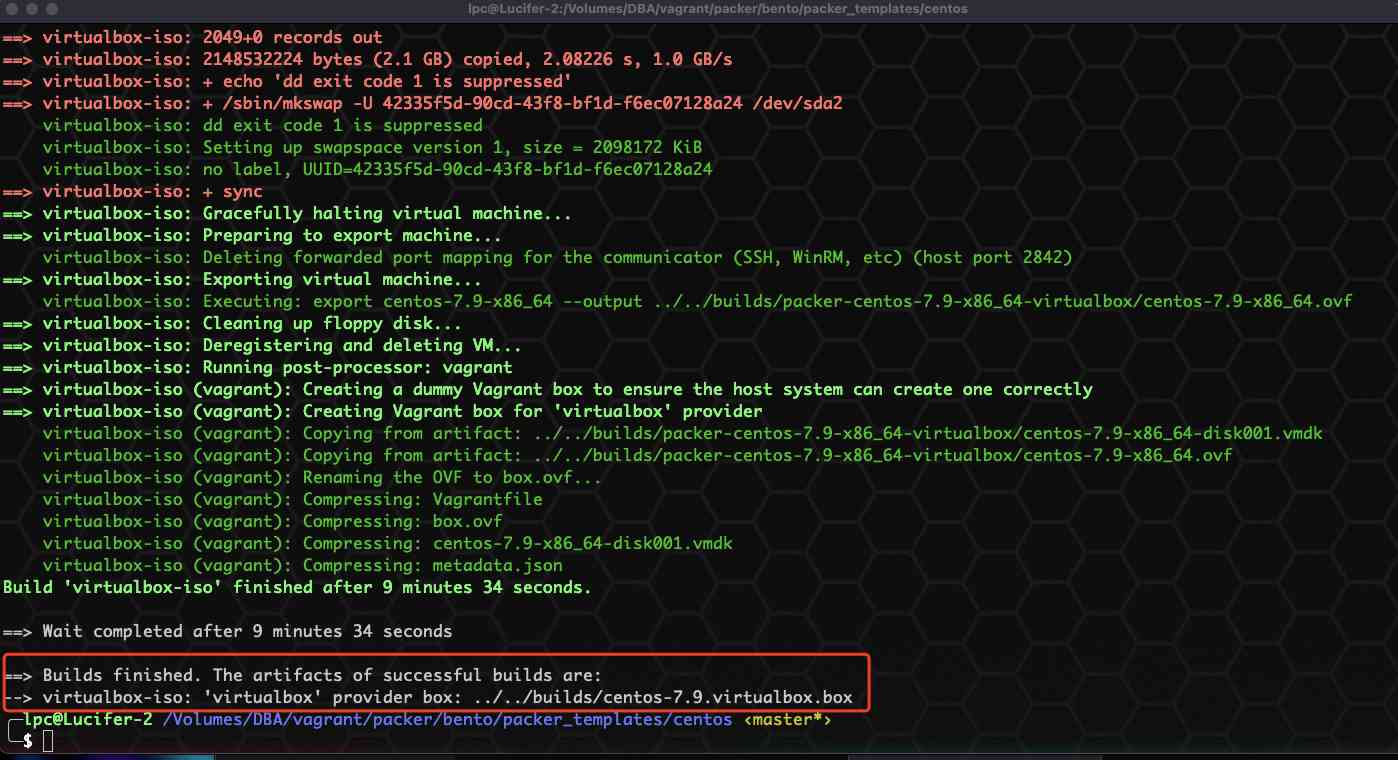 lpc@Lucifer-2:/Volumes/DBA/vagrant/packer/bento/packer_templates/centos
==> virtualbox-iso: 2049+0 records out
==> virtualbox-iso: 2148532224 bytes (2.1 GB) copied, 2.08226 s, 1.0 GB/s
==> virtualbox-iso: + echo 'dd exit code 1 is suppressed'
==> virtualbox-iso: + /sbin/mkswap -U 42335f5d-90cd-43f8-bf1d-f6ec07128a24 /dev/sda2
    virtualbox-iso: dd exit code 1 is suppressed
    virtualbox-iso: Setting up swapspace version 1, size = 2098172 KiB
    virtualbox-iso: no label, UUID=42335f5d-90cd-43f8-bf1d-f6ec07128a24
==> virtualbox-iso: + sync
==> virtualbox-iso: Gracefully halting virtual machine...
==> virtualbox-iso: Preparing to export machine...
    virtualbox-iso: Deleting forwarded port mapping for the communicator (SSH, WinRM, etc) (host port 2842)
==> virtualbox-iso: Exporting virtual machine...
    virtualbox-iso: Executing: export centos-7.9-x86_64 --output ../../builds/packer-centos-7.9-x86_64-virtualbox/centos-7.9-x86_64.ovf
==> virtualbox-iso: Cleaning up floppy disk...
==> virtualbox-iso: Deregistering and deleting VM...
==> virtualbox-iso: Running post-processor: vagrant
==> virtualbox-iso (vagrant): Creating a dummy Vagrant box to ensure the host system can create one correctly
==> virtualbox-iso (vagrant): Creating Vagrant box for 'virtualbox' provider
    virtualbox-iso (vagrant): Copying from artifact: ../../builds/packer-centos-7.9-x86_64-virtualbox/centos-7.9-x86_64-disk001.vmdk
    virtualbox-iso (vagrant): Copying from artifact: ../../builds/packer-centos-7.9-x86_64-virtualbox/centos-7.9-x86_64.ovf
    virtualbox-iso (vagrant): Renaming the OVF to box.ovf...
    virtualbox-iso (vagrant): Compressing: Vagrantfile
    virtualbox-iso (vagrant): Compressing: box.ovf
    virtualbox-iso (vagrant): Compressing: centos-7.9-x86_64-disk001.vmdk
    virtualbox-iso (vagrant): Compressing: metadata.json
Build 'virtualbox-iso' finished after 9 minutes 34 seconds.
==> Wait completed after 9 minutes 34 seconds
==> Builds finished. The artifacts of successful builds are:
--> virtualbox-iso: 'virtualbox' provider box: ../../builds/centos-7.9.virtualbox.box
╭─lpc@Lucifer-2 /Volumes/DBA/vagrant/packer/bento/packer_templates/centos ‹master*›
╰─$